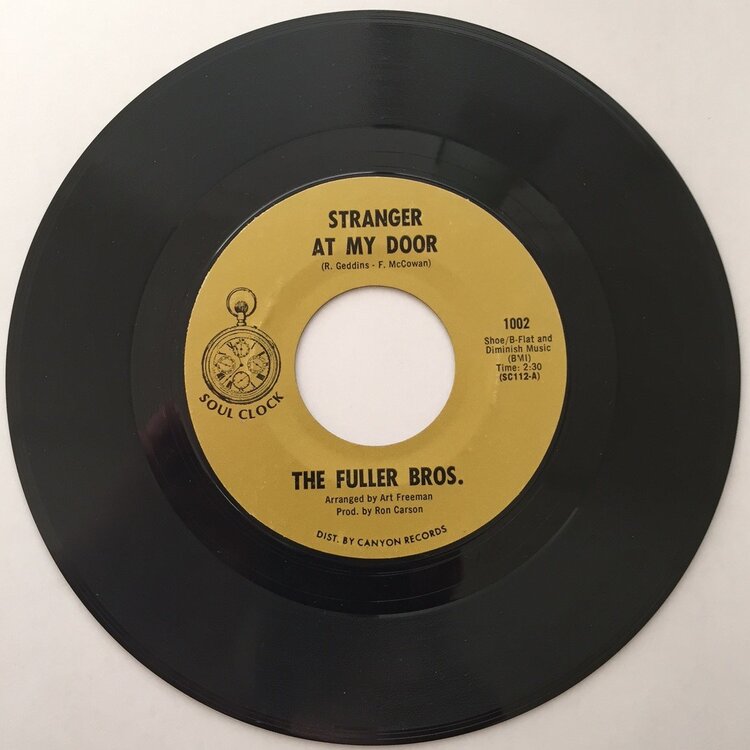 STRANGER
AT MY DOOR
(R. Geddins - F. McCowan)
1002
Shoe/B-Flat and
Diminish Music
(BMI)
Time: 2:30
(SC112-A)
SOUL CLOCK
THE FULLER BROS.
Arranged by Art Freeman
Prod. by Ron Carson
DIST. BY CANYON RECORDS